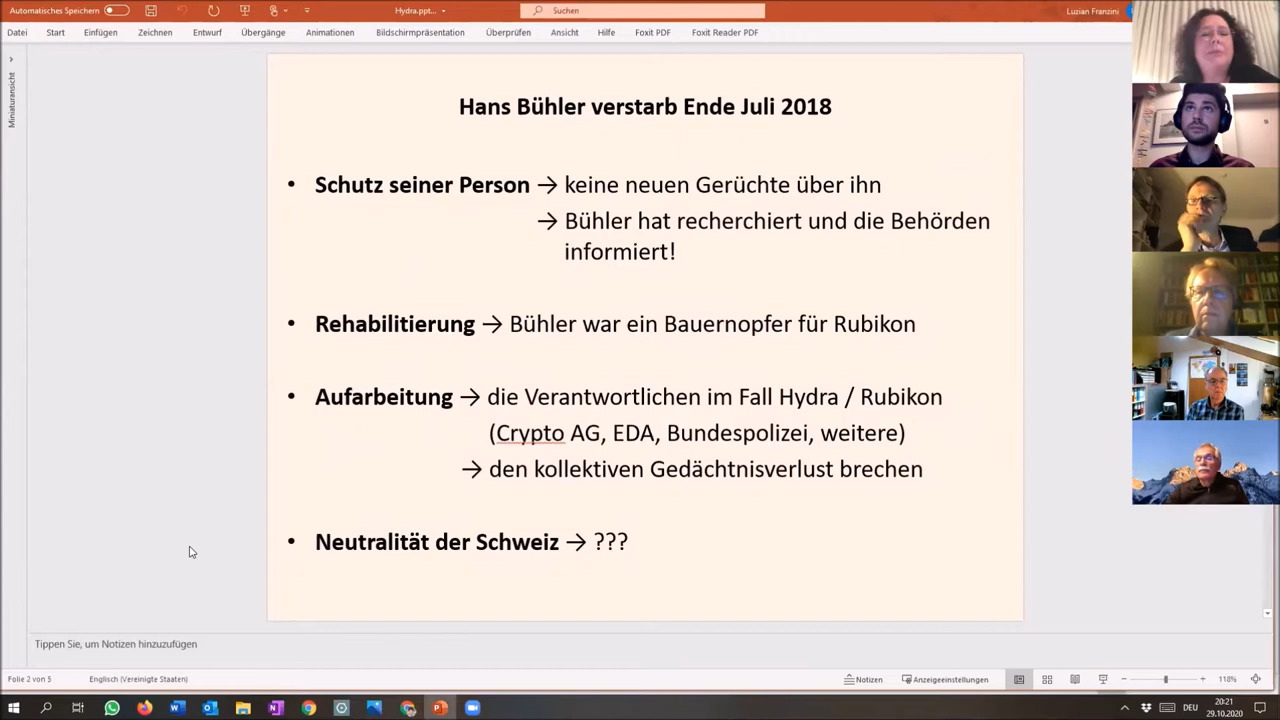 Automatisches Speichern
Hydra.ppt...
Suchen
Luzian Franzini
Datei Start Einfügen Zeichnen Entwurf Übergänge Animationen Bildschirmpräsentation Überprüfen Ansicht Hilfe Foxit PDF Foxit Reader PDF
Miniaturansicht
Hans Bühler verstarb Ende Juli 2018
• Schutz seiner Person → keine neuen Gerüchte über ihn
→ Bühler hat recherchiert und die Behörden
informiert!
• Rehabilitierung → Bühler war ein Bauernopfer für Rubikon
• Aufarbeitung → die Verantwortlichen im Fall Hydra / Rubikon
(Crypto AG, EDA, Bundespolizei, weitere)
→ den kollektiven Gedächtnisverlust brechen
• Neutralität der Schweiz → ???
Tippen Sie, um Notizen hinzuzufügen
Folie 2 von 5 Englisch (Vereinigte Staaten) Notizen Anzeigeeinstellungen 118%
DEU
20:21
29.10.2020